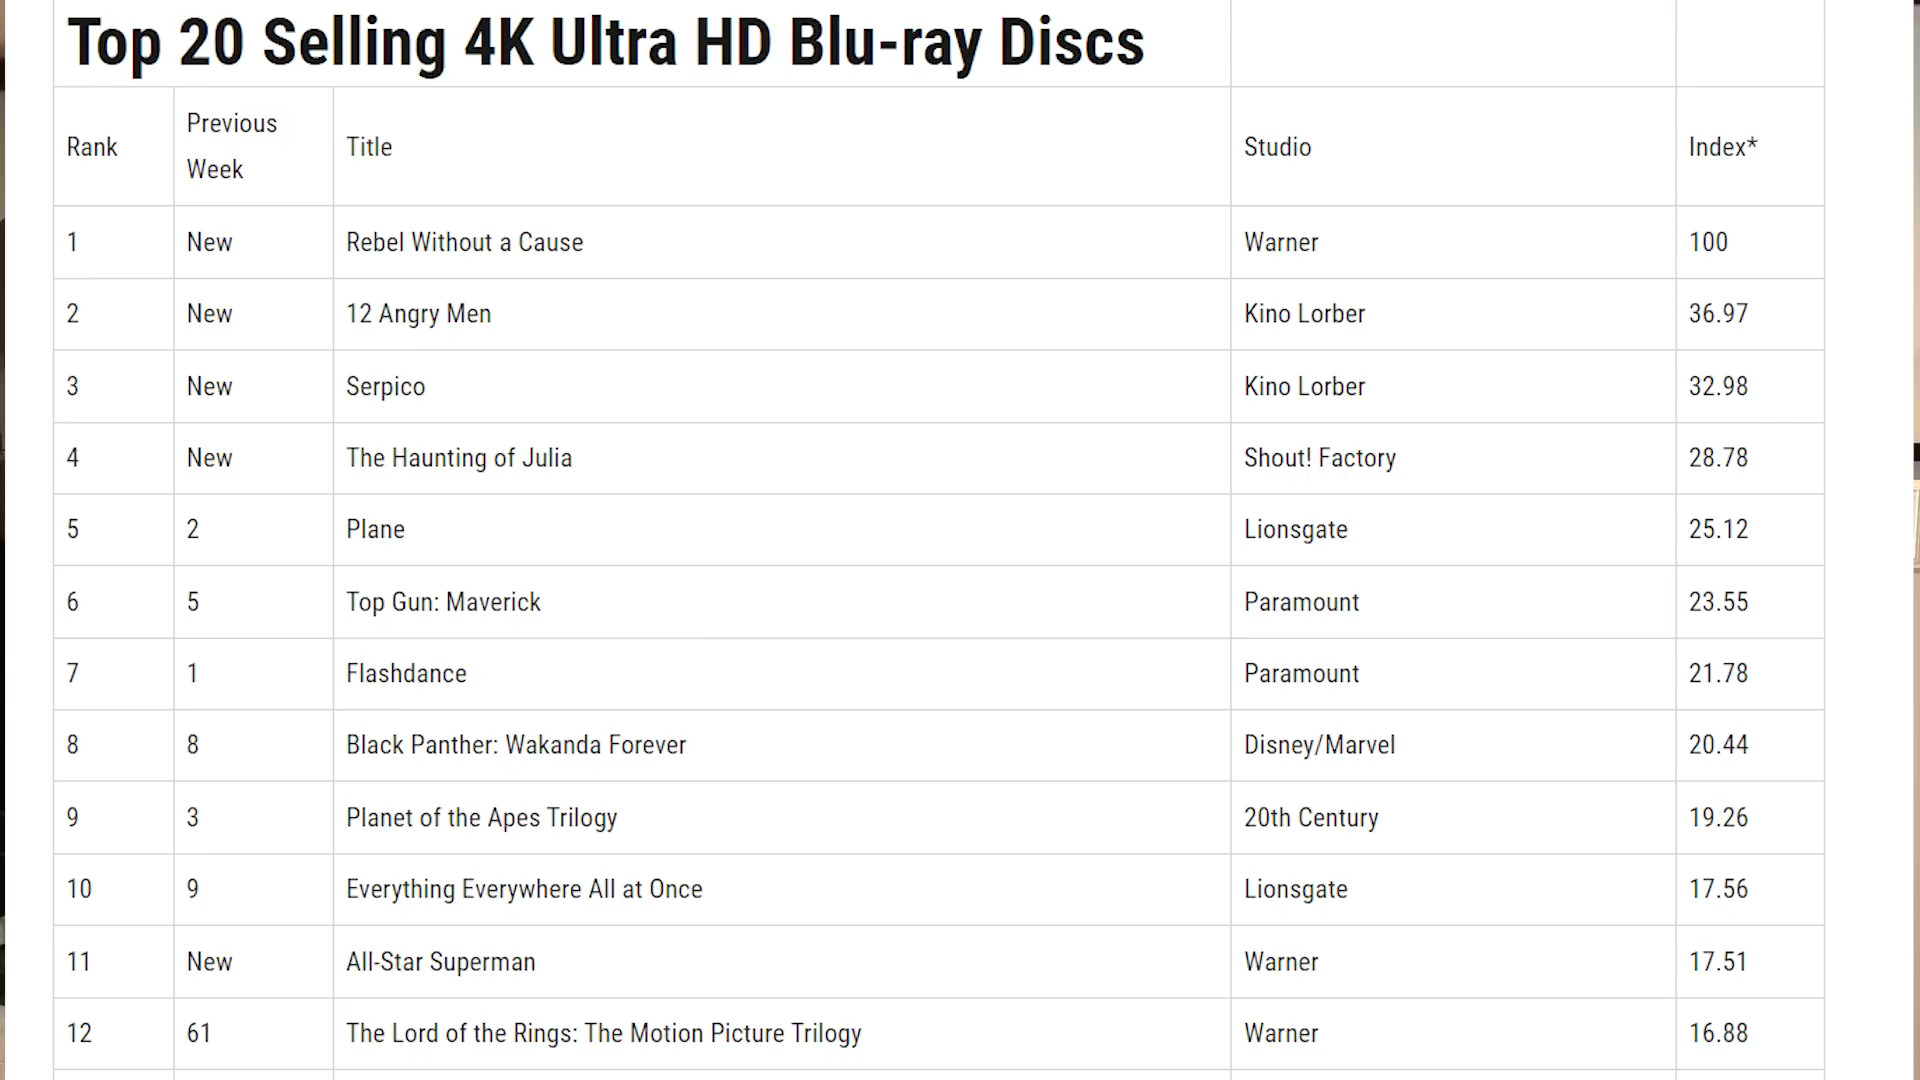 Top 20 Selling 4K Ultra HD Blu-ray Discs
Rank Previous Week Title Studio Index*
1 New Rebel Without a Cause Warner 100
2 New 12 Angry Men Kino Lorber 36.97
3 New Serpico Kino Lorber 32.98
4 New The Haunting of Julia Shout! Factory 28.78
5 2 Plane Lionsgate 25.12
6 5 Top Gun: Maverick Paramount 23.55
7 1 Flashdance Paramount 21.78
8 8 Black Panther: Wakanda Forever Disney/Marvel 20.44
9 3 Planet of the Apes Trilogy 20th Century 19.26
10 9 Everything Everywhere All at Once Lionsgate 17.56
11 New All-Star Superman Warner 17.51
12 61 The Lord of the Rings: The Motion Picture Trilogy Warner 16.88